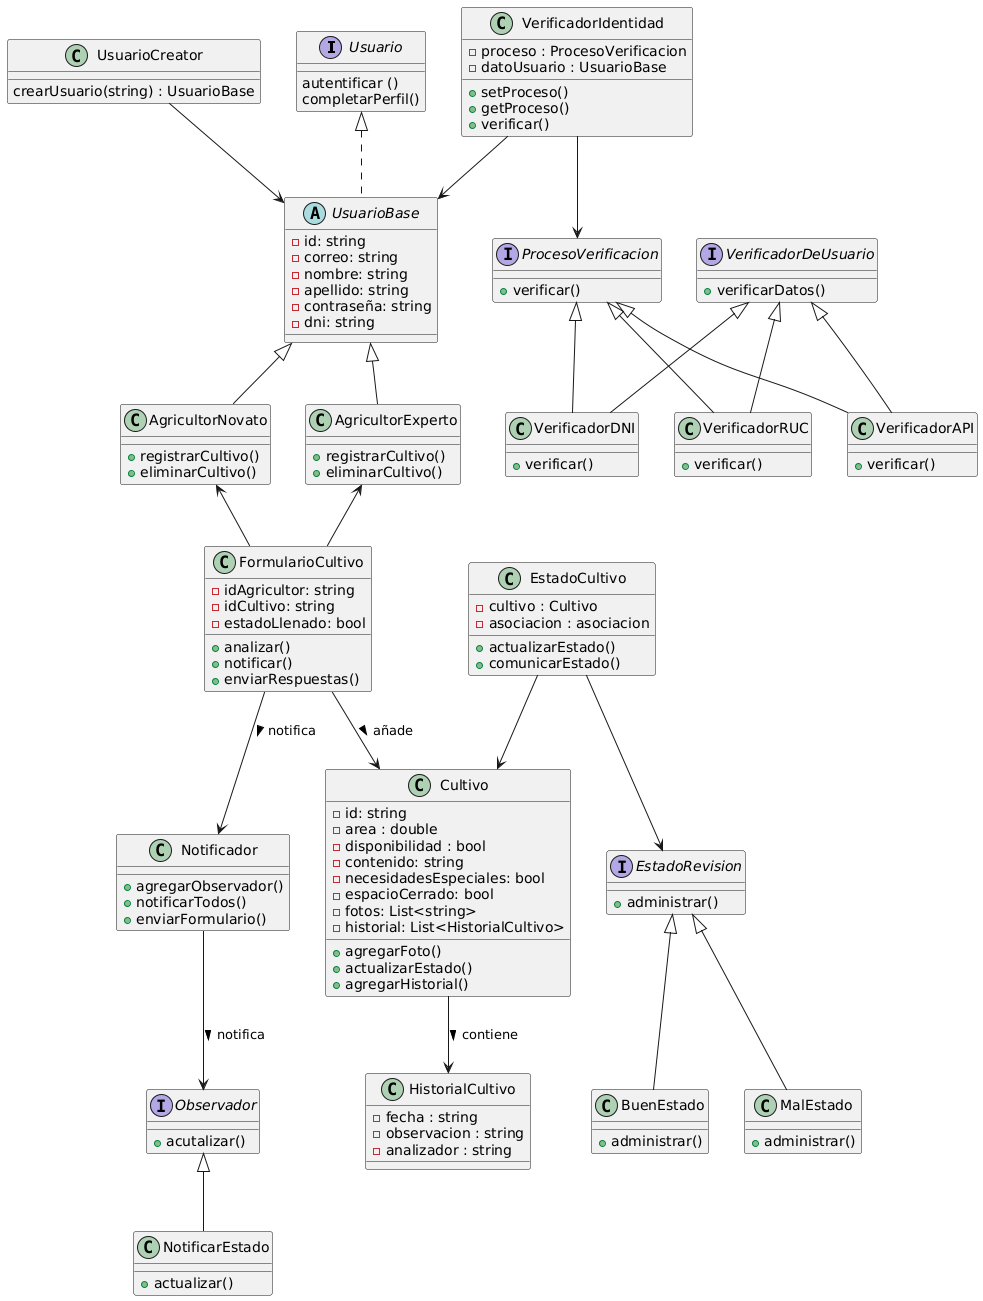 UsuarioCreator
crearUsuario(string) : UsuarioBase
Usuario
autentificar ()
completarPerfil()
VerificadorIdentidad
proceso : ProcesoVerificacion
datoUsuario : UsuarioBase
setProceso()
getProceso()
verificar()
UsuarioBase
id: string
correo: string
nombre: string
apellido: string
contraseña: string
dni: string
ProcesoVerificacion
verificar()
VerificadorDeUsuario
verificarDatos()
AgricultorNovato
registrarCultivo()
eliminarCultivo()
AgricultorExperto
registrarCultivo()
eliminarCultivo()
VerificadorDNI
verificar()
VerificadorRUC
verificar()
VerificadorAPI
verificar()
FormularioCultivo
idAgricultor: string
idCultivo: string
estadoLlenado: bool
analizar()
notificar()
enviarRespuestas()
EstadoCultivo
cultivo : Cultivo
asociacion : asociacion
actualizarEstado()
comunicarEstado()
notifica
añade
Notificador
agregarObservador()
notificarTodos()
enviarFormulario()
Cultivo
id: string
area : double
disponibilidad : bool
contenido: string
necesidadesEspeciales: bool
espacioCerrado: bool
fotos: List<string>
historial: List<HistorialCultivo>
agregarFoto()
actualizarEstado()
agregarHistorial()
EstadoRevision
administrar()
notifica
contiene
Observador
acutalizar()
HistorialCultivo
fecha : string
observacion : string
analizador : string
BuenEstado
administrar()
MalEstado
administrar()
NotificarEstado
actualizar()